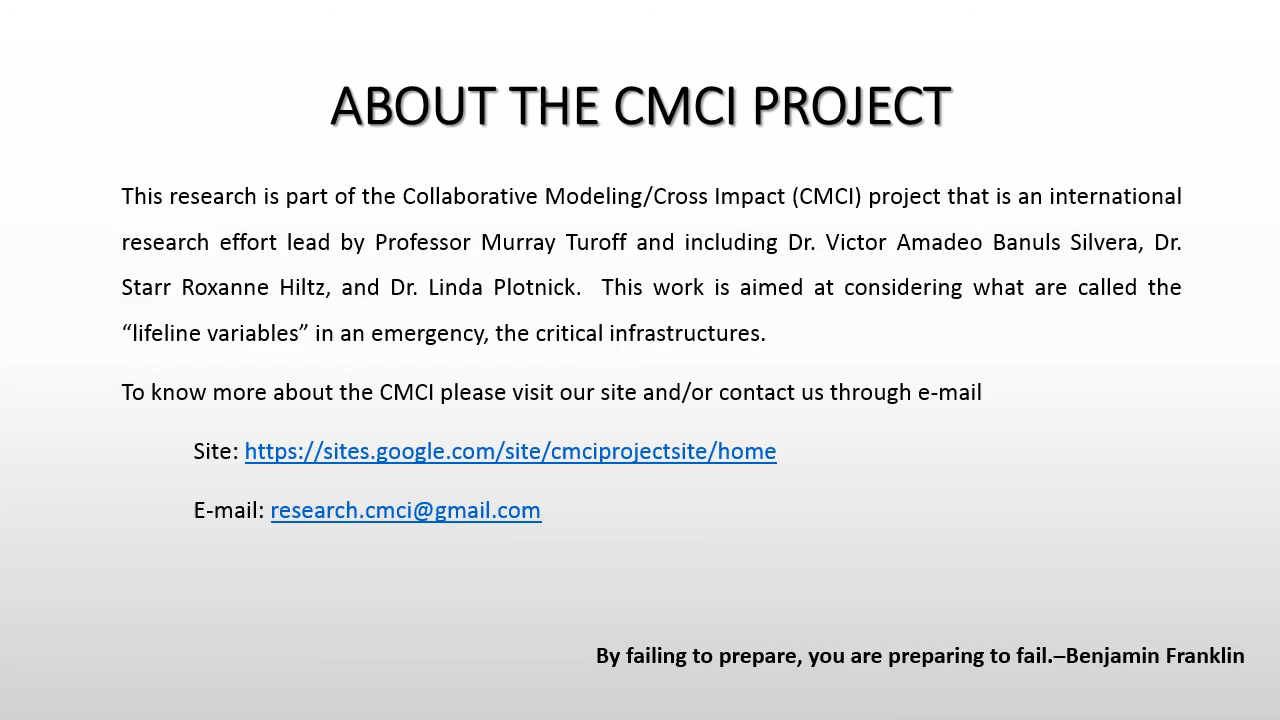 ABOUT THE CMCI PROJECT
This research is part of the Collaborative Modeling/Cross Impact (CMCI) project that is an international
research effort lead by Professor Murray Turoff and including Dr. Victor Amadeo Banuls Silvera, Dr.
Starr Roxanne Hiltz, and Dr. Linda Plotnick. This work is aimed at considering what are called the
“lifeline variables” in an emergency, the critical infrastructures.
To know more about the CMCI please visit our site and/or contact us through e-mail
Site: https://sites.google.com/site/cmciprojectsite/home
E-mail: research.cmci@gmail.com
By failing to prepare, you are preparing to fail.–Benjamin Franklin